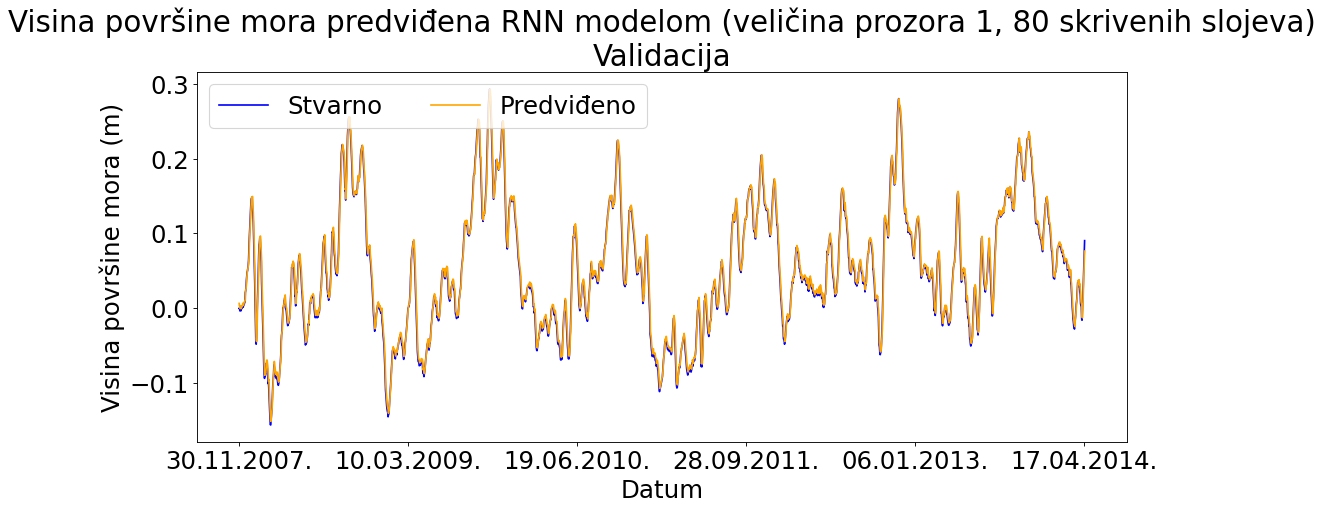 Visina površine mora predviđena RNN modelom (veličina prozora 1, 80 skrivenih slojeva)
Validacija
Stvarno
Predviđeno
Visina površine mora (m)
0.3
0.2
0.1
0.0
−0.1
30.11.2007.
10.03.2009.
19.06.2010.
28.09.2011.
06.01.2013.
17.04.2014.
Datum